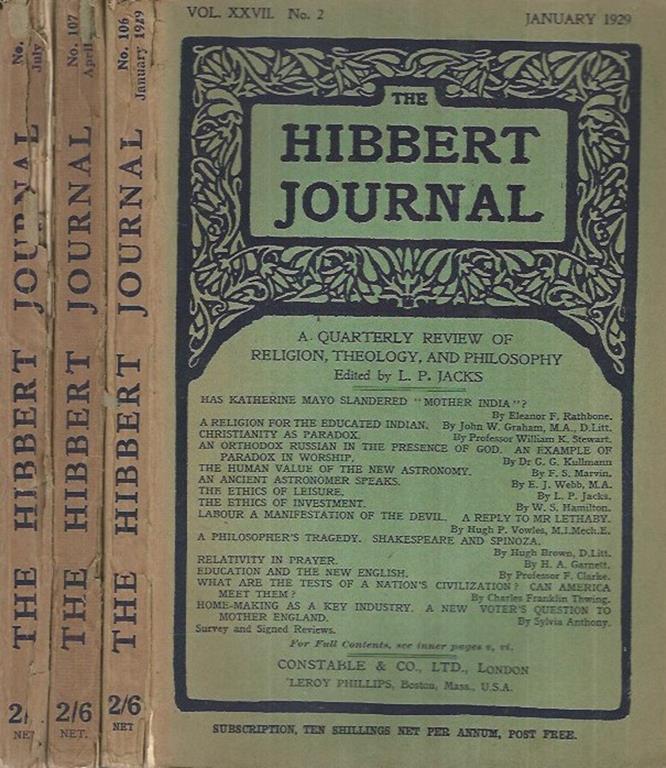 No.
July
THE HIBBERT JOURNAL
2/
NET
No. 107
April
THE HIBBERT JOURNAL
2/6
NET.
No. 106
January 1929
THE HIBBERT JOURNAL
2/6
NET
VOL. XXVII No. 2 JANUARY 1929
THE
HIBBERT
JOURNAL
A QUARTERLY REVIEW OF
RELIGION, THEOLOGY, AND PHILOSOPHY
Edited by L. P. JACKS
HAS KATHERINE MAYO SLANDERED "MOTHER INDIA"?
By Eleanor F. Rathbone.
A RELIGION FOR THE EDUCATED INDIAN. By John W. Graham, M.A., D.Litt.
CHRISTIANITY AS PARADOX. By Professor William K. Stewart.
AN ORTHODOX RUSSIAN IN THE PRESENCE OF GOD. AN EXAMPLE OF
PARADOX IN WORSHIP. By Dr G. G. Kullmann
THE HUMAN VALUE OF THE NEW ASTRONOMY. By F. S. Marvin.
AN ANCIENT ASTRONOMER SPEAKS. By E. J. Webb, M.A.
THE ETHICS OF LEISURE. By L. P. Jacks.
THE ETHICS OF INVESTMENT. By W. S. Hamilton.
LABOUR A MANIFESTATION OF THE DEVIL. A REPLY TO MR LETHABY.
By Hugh P. Vowles, M.I.Mech.E.
A PHILOSOPHER'S TRAGEDY. SHAKESPEARE AND SPINOZA.
By Hugh Brown, D.Litt.
RELATIVITY IN PRAYER. By H. A. Garnett.
EDUCATION AND THE NEW ENGLISH. By Professor F. Clarke.
WHAT ARE THE TESTS OF A NATION'S CIVILIZATION? CAN AMERICA
MEET THEM? By Charles Franklin Thwing.
HOME-MAKING AS A KEY INDUSTRY. A NEW VOTER'S QUESTION TO
MOTHER ENGLAND. By Sylvia Anthony.
Survey and Signed Reviews.
For Full Contents, see inner pages v, vi.
CONSTABLE & CO., LTD., LONDON
LEROY PHILLIPS, Boston, Mass., U.S.A.
SUBSCRIPTION, TEN SHILLINGS NET PER ANNUM, POST FREE.